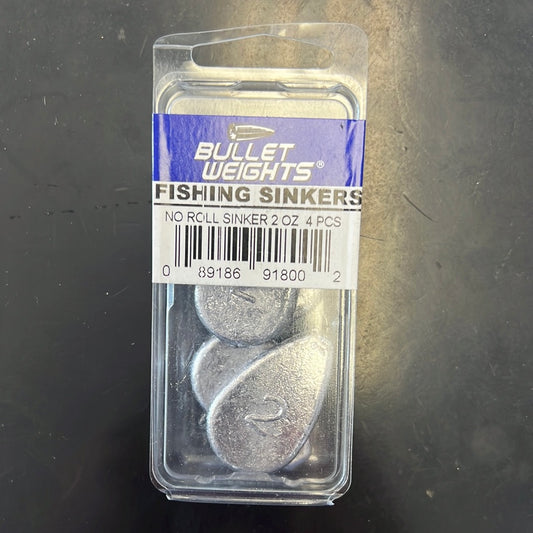 BULLET
WEIGHTS®
FISHING SINKERS
NO ROLL SINKER 2 OZ 4 PCS
0 89186 91800 2
2